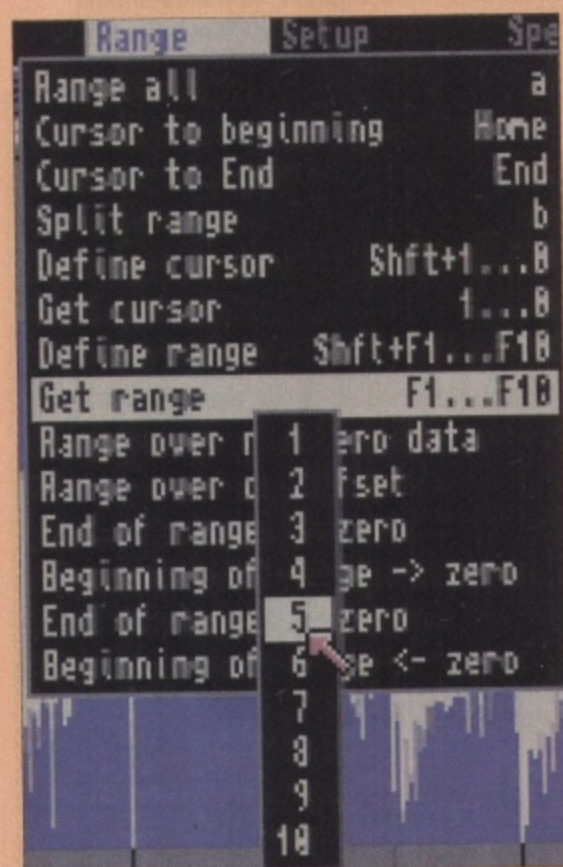 Range Setup Spe
Range all a
Cursor to beginning Home
Cursor to End End
Split range b
Define cursor Shft+1...0
Get cursor 1...0
Define range Shft+F1...F10
Get range F1...F10
Range over n 1 ero data
Range over o 2 fset
End of range 3 zero
Beginning of 4 ge -> zero
End of range 5 zero
Beginning of 6 ge <- zero
7
8
9
10